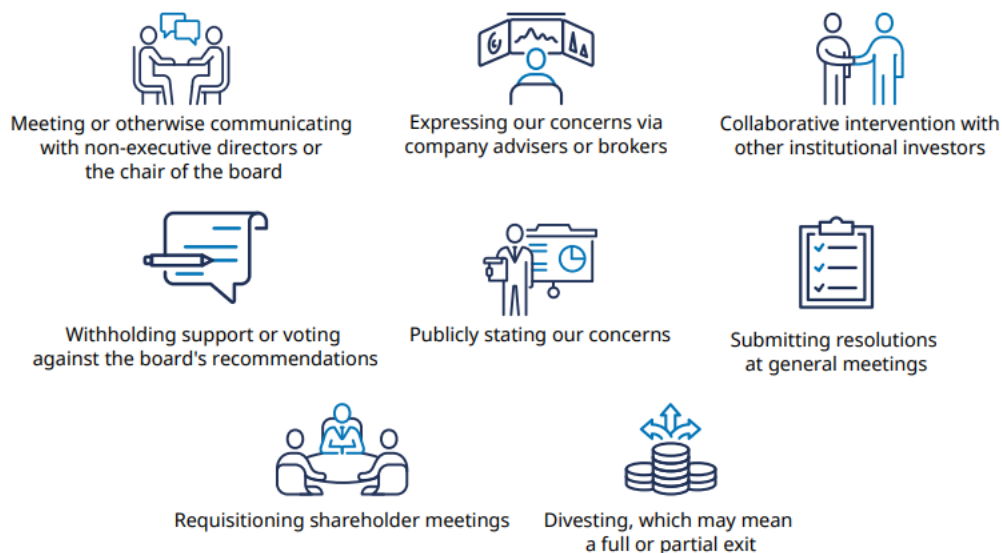 Meeting or otherwise communicating
with non-executive directors or
the chair of the board
Expressing our concerns via
company advisers or brokers
Collaborative intervention with
other institutional investors
Withholding support or voting
against the board's recommendations
Publicly stating our concerns
Submitting resolutions
at general meetings
Requisitioning shareholder meetings
Divesting, which may mean
a full or partial exit